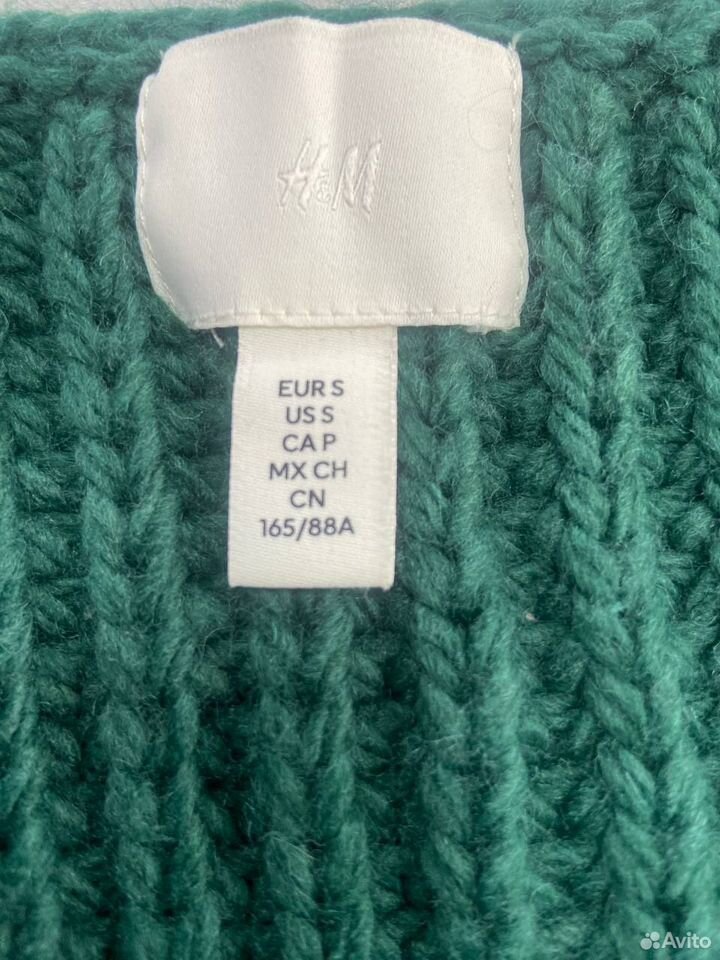 H&M
EUR S
US S
CA P
MX CH
CN
165/88A
Avito